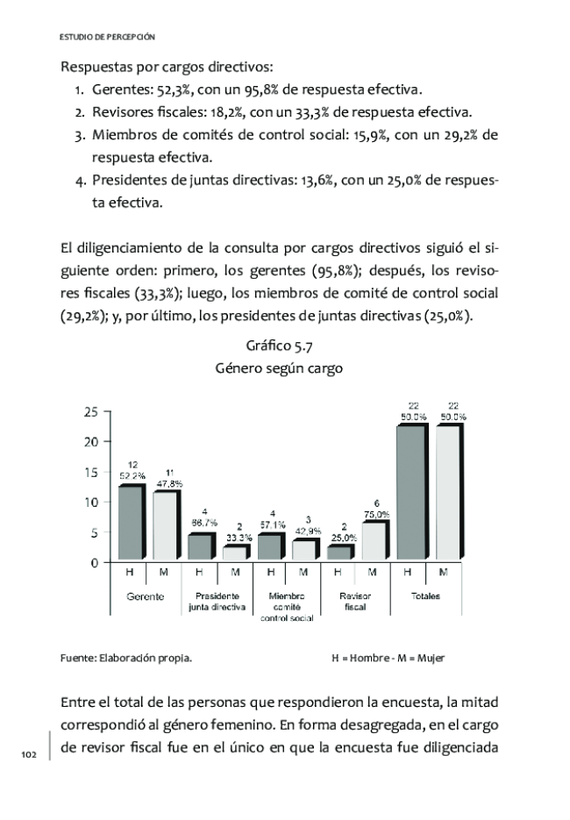 ESTUDIO DE PERCEPCIÓN
Respuestas por cargos directivos:
1. Gerentes: 52,3%, con un 95,8% de respuesta efectiva.
2. Revisores fiscales: 18,2%, con un 33,3% de respuesta efectiva.
3. Miembros de comités de control social: 15,9%, con un 29,2% de
respuesta efectiva.
4. Presidentes de juntas directivas: 13,6%, con un 25,0% de respues-
ta efectiva.
El diligenciamiento de la consulta por cargos directivos siguió el si-
guiente orden: primero, los gerentes (95,8%); después, los reviso-
res fiscales (33,3%); luego, los miembros de comité de control social
(29,2%); y, por último, los presidentes de juntas directivas (25,0%).
Gráfico 5.7
Género según cargo
25
20
15
10
5
0
12
52.2%
11
47,8%
4
66,7%
2
33.3%
4
57.1%
3
42,9%
2
25,0%
6
75,0%
22
50.0%
22
50.0%
H M H M H M H M H M
Gerente
Presidente
junta directiva
Miembro
comité
control social
Revisor
fiscal
Totales
Fuente: Elaboración propia. H = Hombre - M = Mujer
Entre el total de las personas que respondieron la encuesta, la mitad
correspondió al género femenino. En forma desagregada, en el cargo
de revisor fiscal fue en el único en que la encuesta fue diligenciada
102